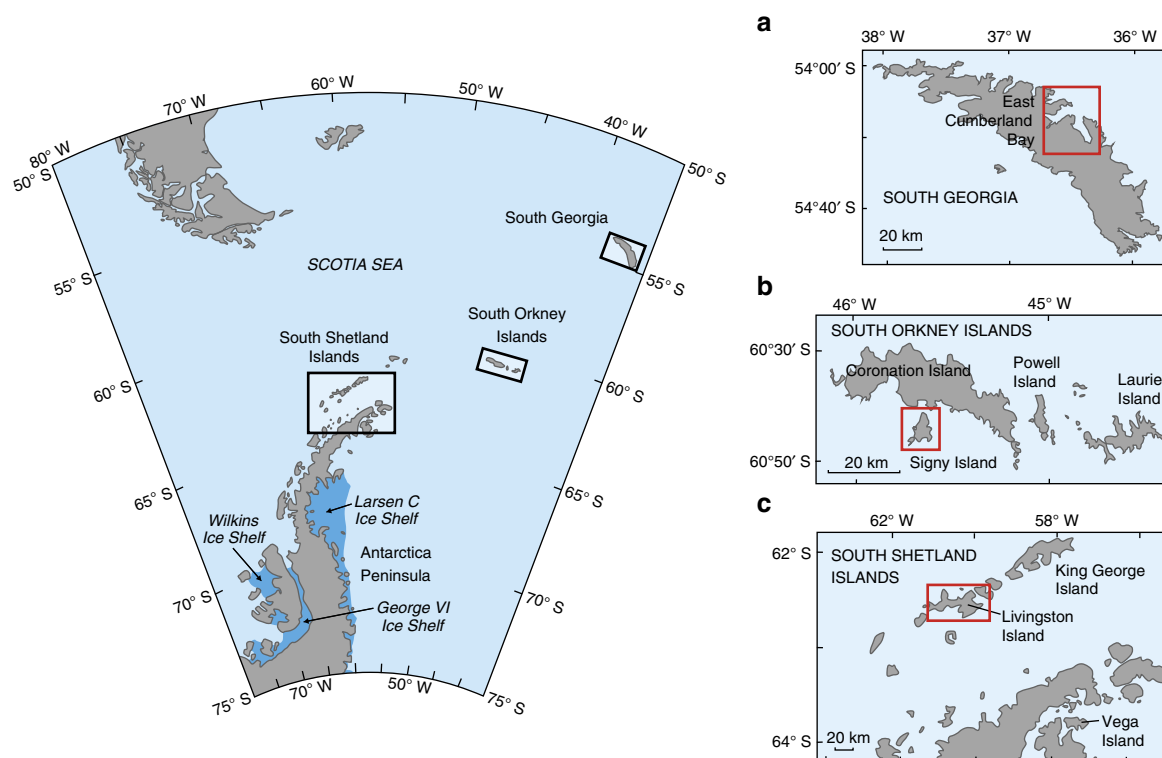 80° W
70° W
60° W
50° W
40° W
50° S
50° S
South Georgia
SCOTIA SEA
55° S
55° S
South Orkney
Islands
South Shetland
Islands
60° S
60° S
65° S
65° S
Larsen C
Ice Shelf
Wilkins
Ice Shelf
Antarctica
Peninsula
70° S
70° S
George VI
Ice Shelf
75° S
70° W
50° W
75° S
a
38° W
37° W
36° W
54°00′ S
East
Cumberland
Bay
54°40′ S
SOUTH GEORGIA
20 km
b
46° W
45° W
SOUTH ORKNEY ISLANDS
60°30′ S
Coronation Island
Powell
Island
Laurie
Island
60°50′ S
20 km
Signy Island
c
62° W
58° W
62° S
SOUTH SHETLAND
ISLANDS
King George
Island
Livingston
Island
Vega
Island
64° S
20 km